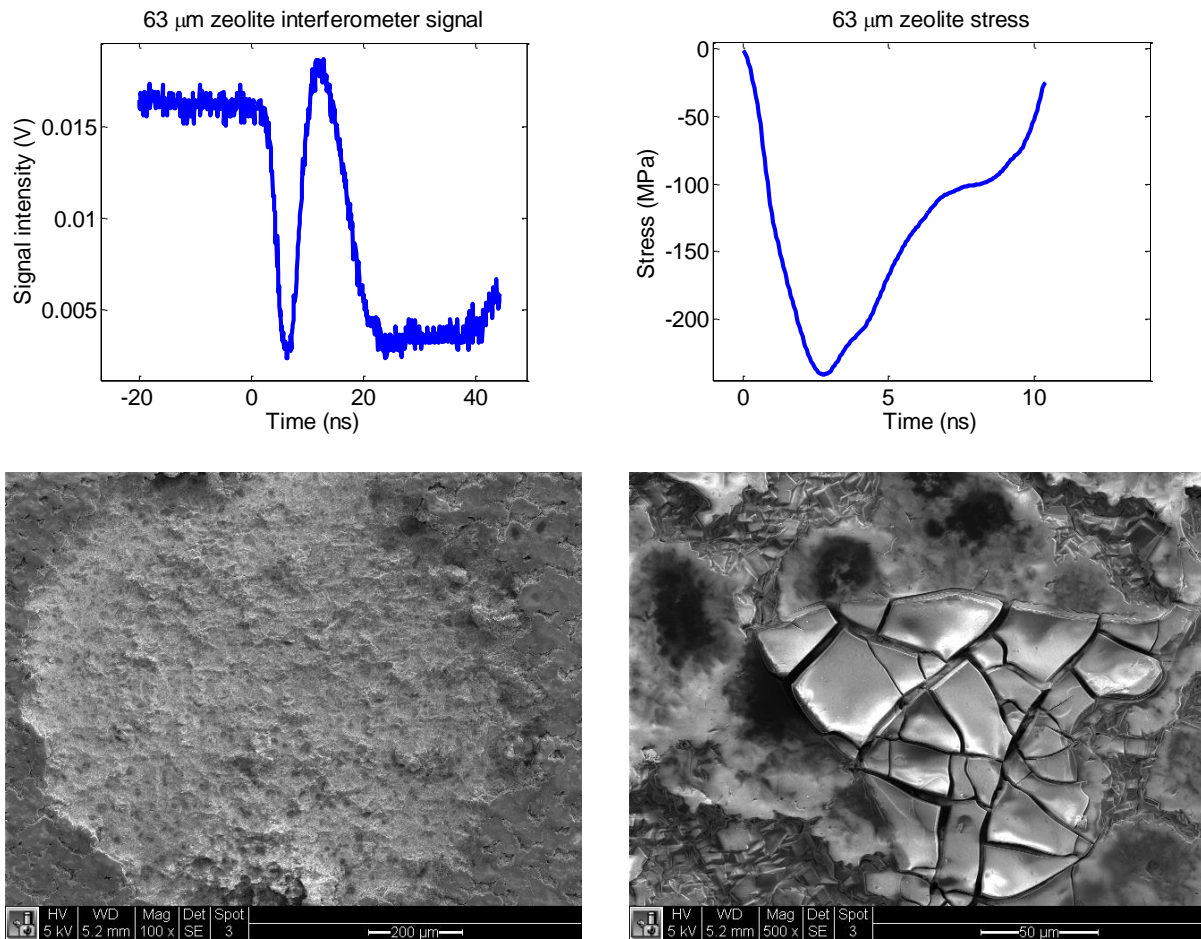 63 μm zeolite interferometer signal
Signal intensity (V)
0.015
0.01
0.005
-20 0 20 40
Time (ns)
63 μm zeolite stress
Stress (MPa)
0
-50
-100
-150
-200
0 5 10
Time (ns)
HV WD Mag Det Spot
5 kV 5.2 mm 100 x SE 3 200 μm
HV WD Mag Det Spot
5 kV 5.2 mm 500 x SE 3 50 μm